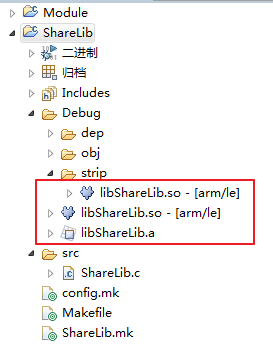 Module
ShareLib
二进制
归档
Includes
Debug
dep
obj
strip
libShareLib.so - [arm/le]
libShareLib.so - [arm/le]
libShareLib.a
src
ShareLib.c
config.mk
Makefile
ShareLib.mk